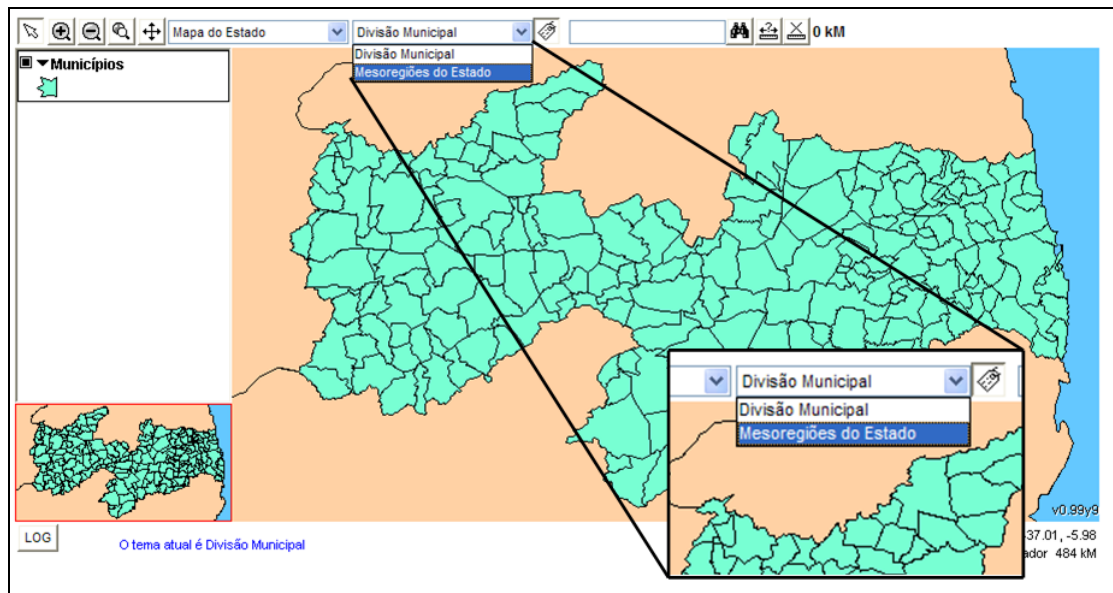 Mapa do Estado Divisão Municipal 0 kM
Divisão Municipal
Mesoregiões do Estado
Municípios
Divisão Municipal
Divisão Municipal
Mesoregiões do Estado
v0.99y9
LOG
O tema atual é Divisão Municipal
37.01, -5.98
ador 484 kM